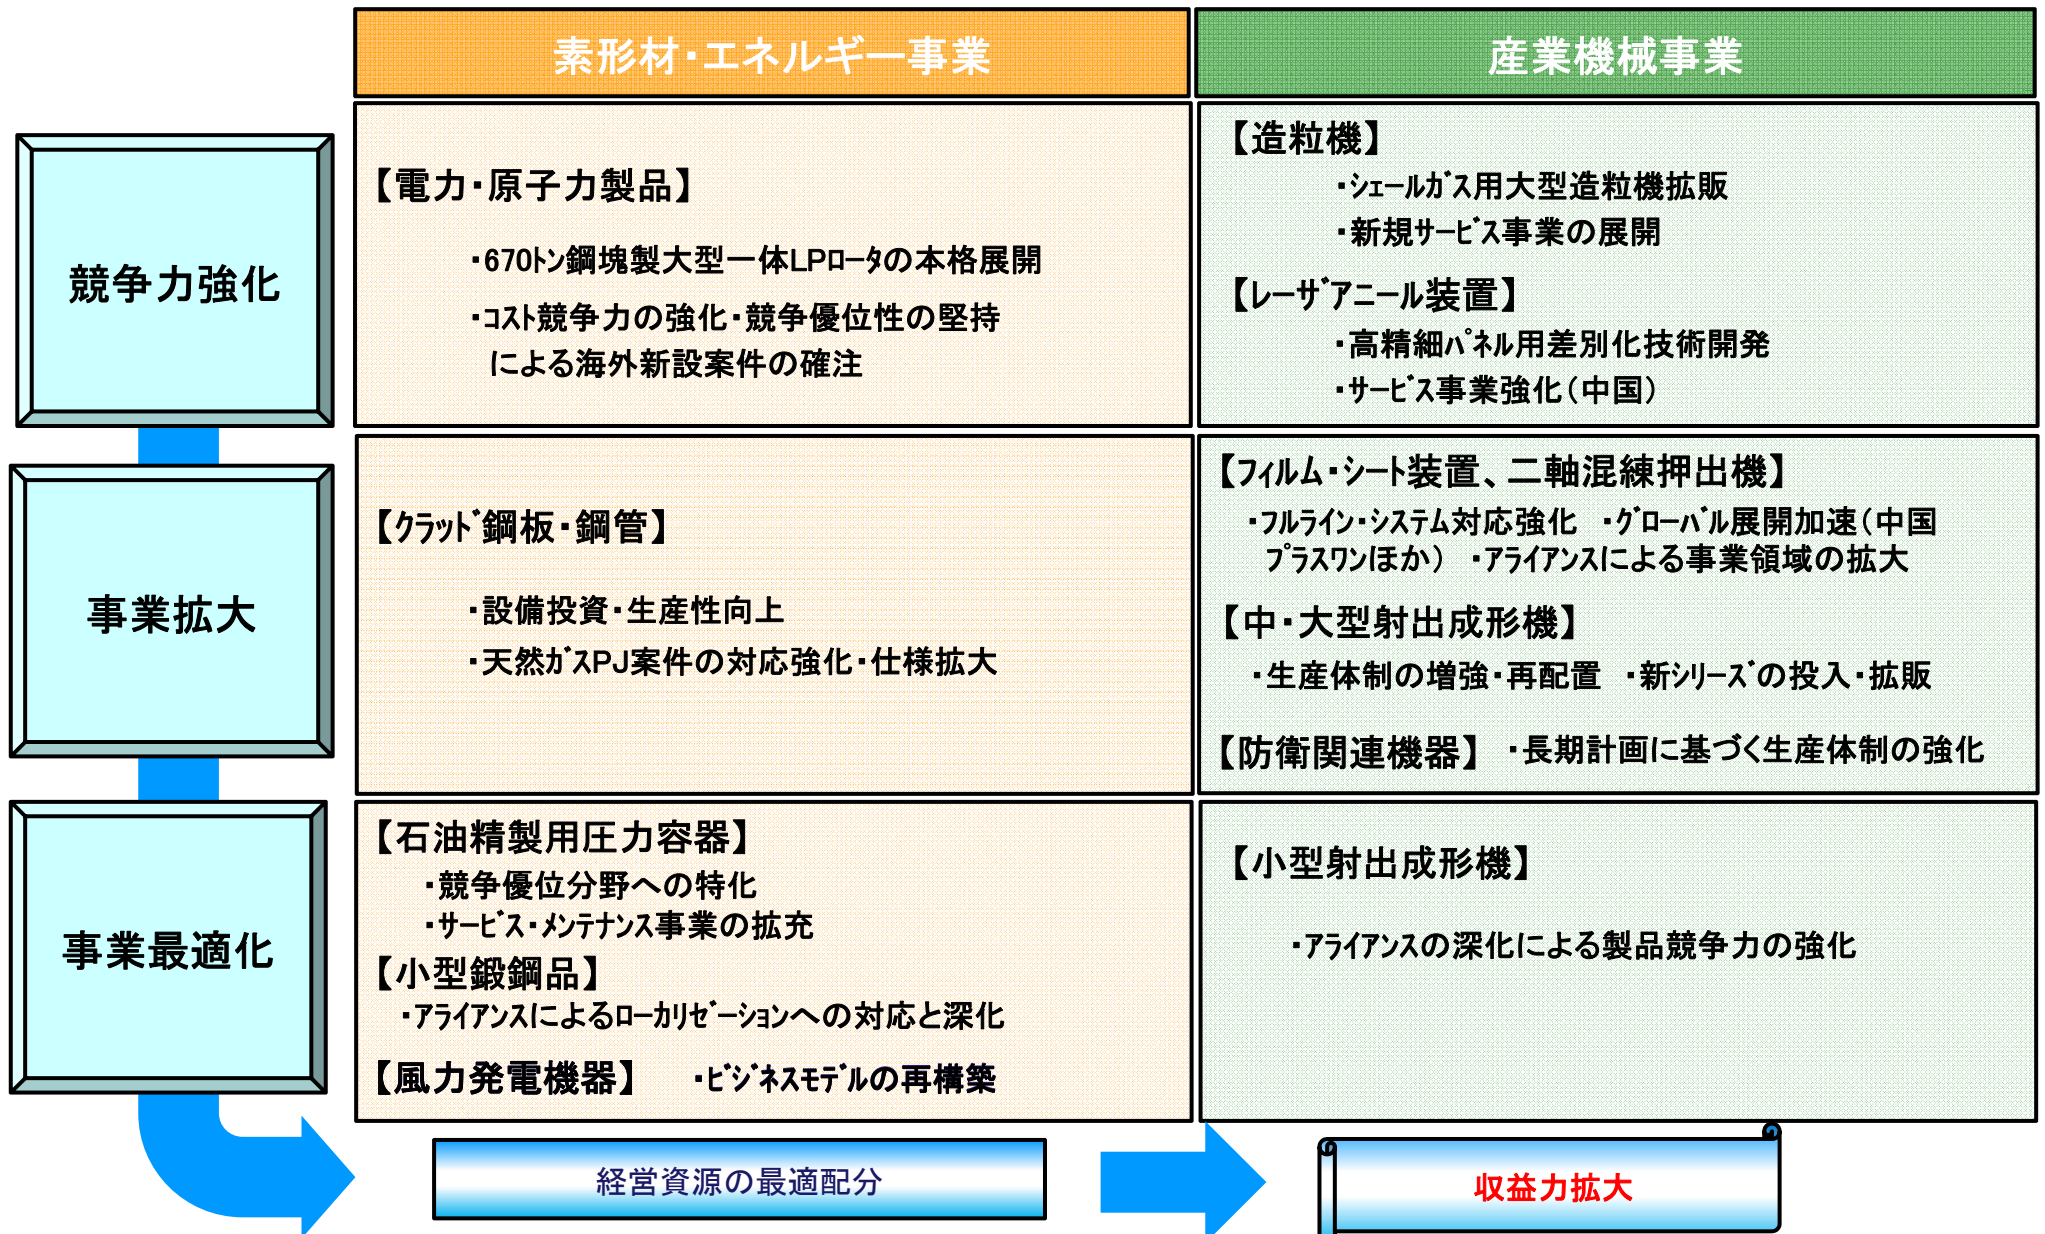 素形材・エネルギー事業
産業機械事業
競争力強化
【電力・原子力製品】
・670ﾄﾝ鋼塊製大型一体LPﾛｰﾀの本格展開
・ｺｽﾄ競争力の強化・競争優位性の堅持
による海外新設案件の確注
【造粒機】
・ｼｪｰﾙｶﾞｽ用大型造粒機拡販
・新規ｻｰﾋﾞｽ事業の展開
【ﾚｰｻﾞｱﾆｰﾙ装置】
・高精細ﾊﾟﾈﾙ用差別化技術開発
・ｻｰﾋﾞｽ事業強化（中国）
事業拡大
【ｸﾗｯﾄﾞ鋼板・鋼管】
・設備投資・生産性向上
・天然ｶﾞｽPJ案件の対応強化・仕様拡大
【ﾌｨﾙﾑ・ｼｰﾄ装置、二軸混練押出機】
・ﾌﾙﾗｲﾝ・ｼｽﾃﾑ対応強化　・ｸﾞﾛｰﾊﾞﾙ展開加速（中国
ﾌﾟﾗｽﾜﾝほか）　・ｱﾗｲｱﾝｽによる事業領域の拡大
【中・大型射出成形機】
・生産体制の増強・再配置　・新ｼﾘｰｽﾞの投入・拡販
【防衛関連機器】　・長期計画に基づく生産体制の強化
事業最適化
【石油精製用圧力容器】
・競争優位分野への特化
・ｻｰﾋﾞｽ・ﾒﾝﾃﾅﾝｽ事業の拡充
【小型鍛鋼品】
・ｱﾗｲｱﾝｽによるﾛｰｶﾘｾﾞｰｼｮﾝへの対応と深化
【風力発電機器】　・ﾋﾞｼﾞﾈｽﾓﾃﾞﾙの再構築
【小型射出成形機】
・ｱﾗｲｱﾝｽの深化による製品競争力の強化
経営資源の最適配分
収益力拡大